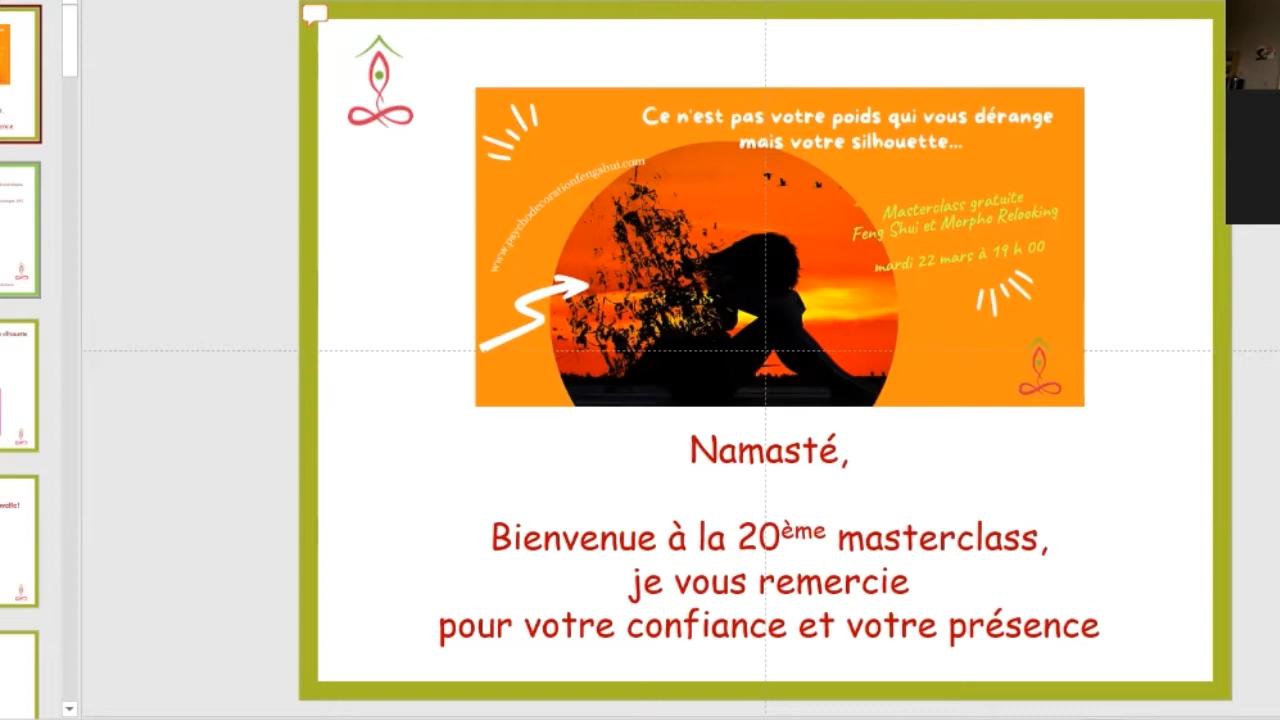 Ce n'est pas votre poids qui vous dérange
mais votre silhouette...
www.psychodecorationfengshui.com
Masterclass gratuite
Feng Shui et Morpho Relooking
mardi 22 mars à 19 h 00
Namasté,
Bienvenue à la 20ème masterclass,
je vous remercie
pour votre confiance et votre présence